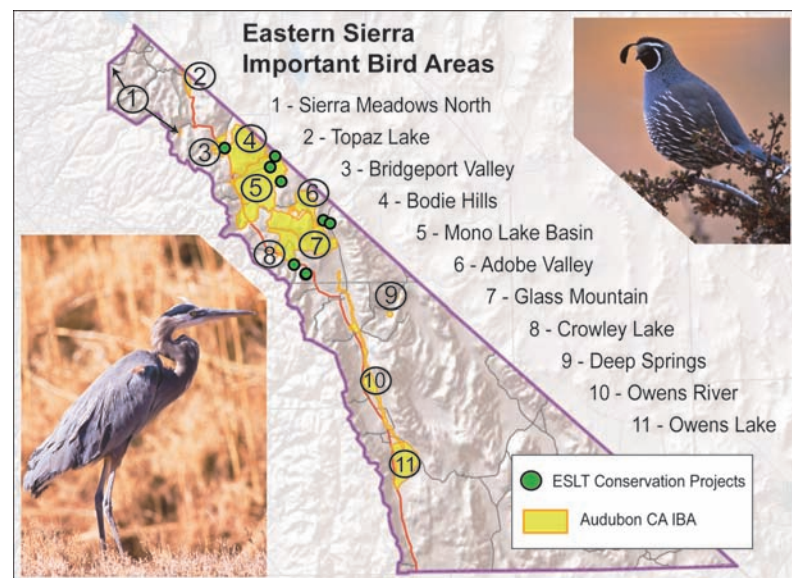 Eastern Sierra
Important Bird Areas
1 - Sierra Meadows North
2 - Topaz Lake
3 - Bridgeport Valley
4 - Bodie Hills
5 - Mono Lake Basin
6 - Adobe Valley
7 - Glass Mountain
8 - Crowley Lake
9 - Deep Springs
10 - Owens River
11 - Owens Lake
1
2
3
4
5
6
7
8
9
10
11
ESLT Conservation Projects
Audubon CA IBA